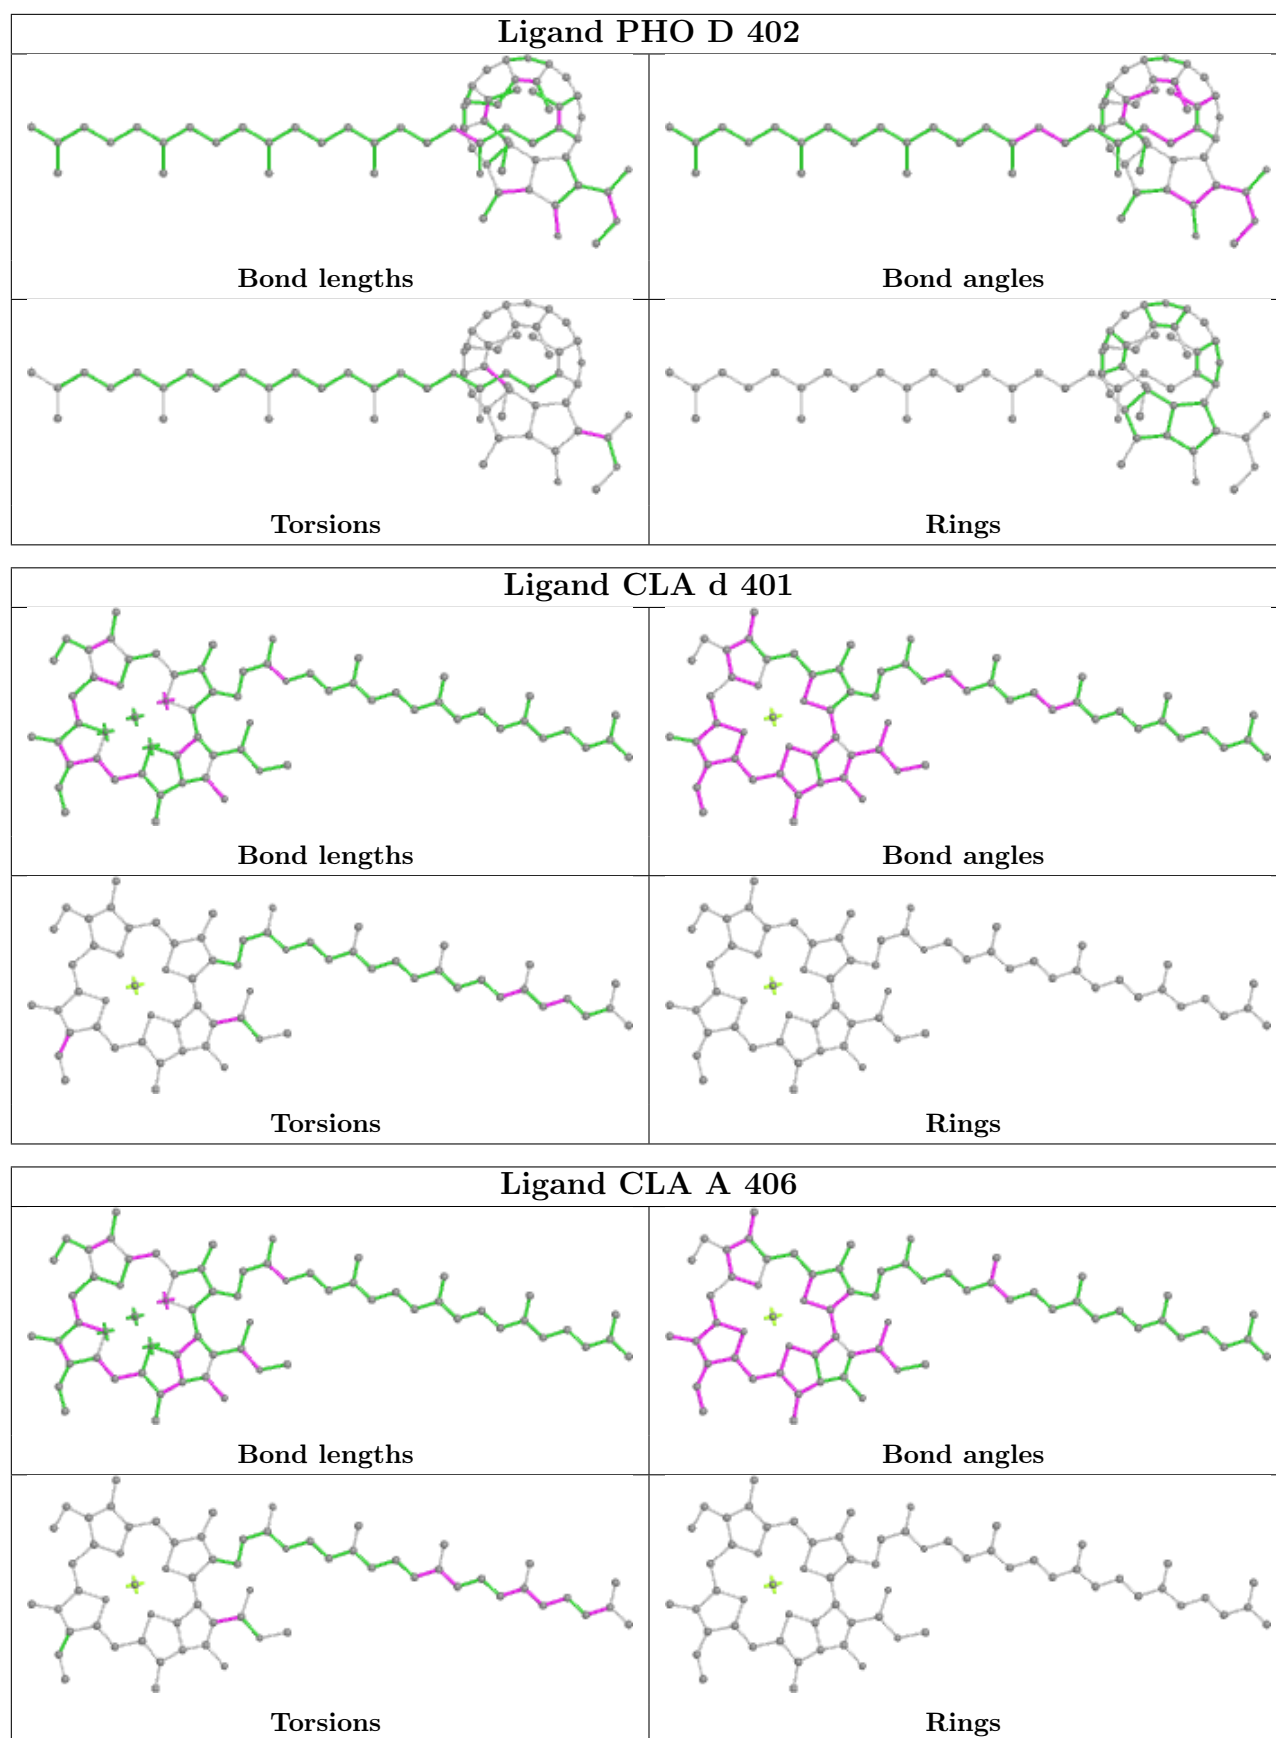 Ligand PHO D 402
Bond lengths
Bond angles
Torsions
Rings
Ligand CLA d 401
Bond lengths
Bond angles
Torsions
Rings
Ligand CLA A 406
Bond lengths
Bond angles
Torsions
Rings